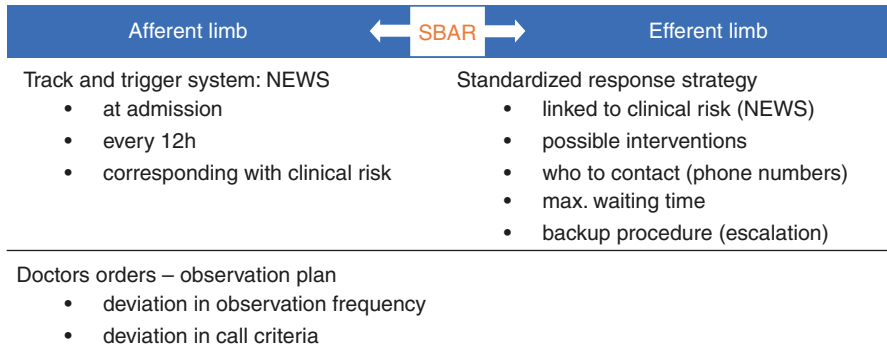 Afferent limb
SBAR
Efferent limb
Track and trigger system: NEWS
• at admission
• every 12h
• corresponding with clinical risk
Standardized response strategy
• linked to clinical risk (NEWS)
• possible interventions
• who to contact (phone numbers)
• max. waiting time
• backup procedure (escalation)
Doctors orders – observation plan
• deviation in observation frequency
• deviation in call criteria